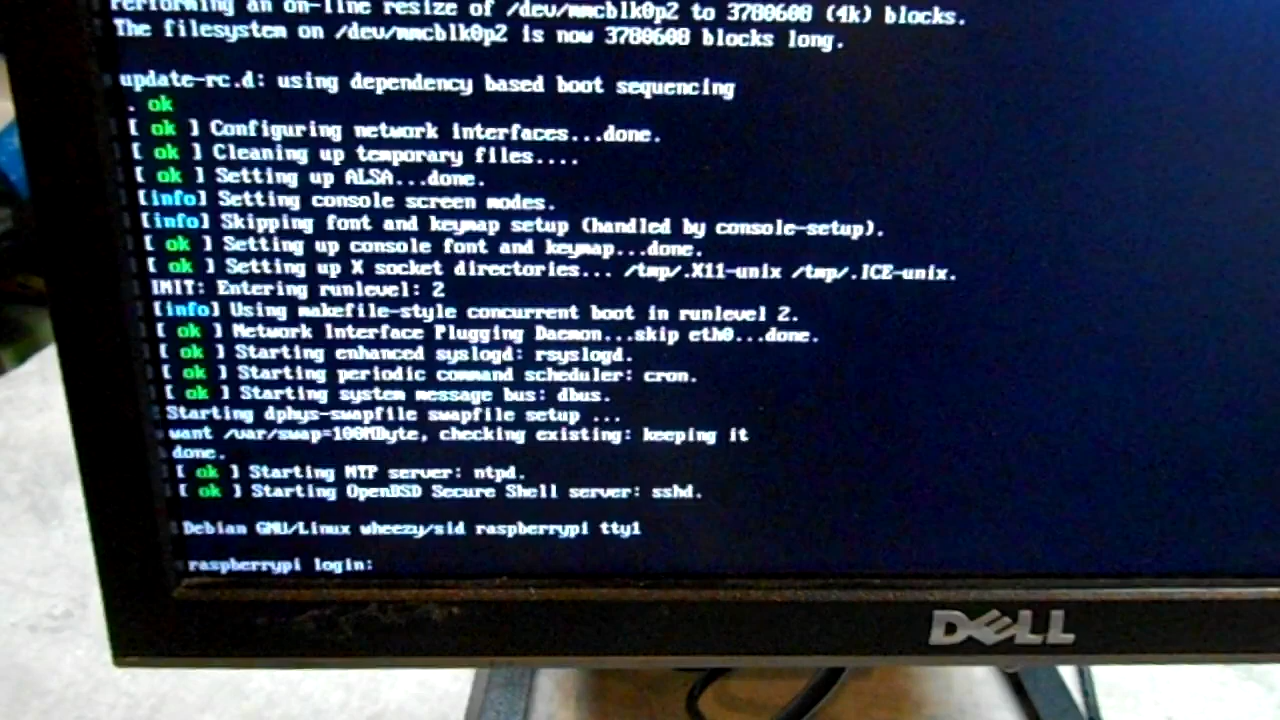 Performing an on-line resize of /dev/mmcblk0p2 to 3780608 (4k) blocks.
The filesystem on /dev/mmcblk0p2 is now 3780608 blocks long.
update-rc.d: using dependency based boot sequencing
. ok
[ ok ] Configuring network interfaces...done.
[ ok ] Cleaning up temporary files....
[ ok ] Setting up ALSA...done.
[info] Setting console screen modes.
[info] Skipping font and keymap setup (handled by console-setup).
[ ok ] Setting up console font and keymap...done.
[ ok ] Setting up X socket directories... /tmp/.X11-unix /tmp/.ICE-unix.
INIT: Entering runlevel: 2
[info] Using makefile-style concurrent boot in runlevel 2.
[ ok ] Network Interface Plugging Daemon...skip eth0...done.
[ ok ] Starting enhanced syslogd: rsyslogd.
[ ok ] Starting periodic command scheduler: cron.
[ ok ] Starting system message bus: dbus.
Starting dphys-swapfile swapfile setup ...
want /var/swap=100MByte, checking existing: keeping it
done.
[ ok ] Starting NTP server: ntpd.
[ ok ] Starting OpenBSD Secure Shell server: sshd.
Debian GNU/Linux wheezy/sid raspberrypi tty1
raspberrypi login:
DELL